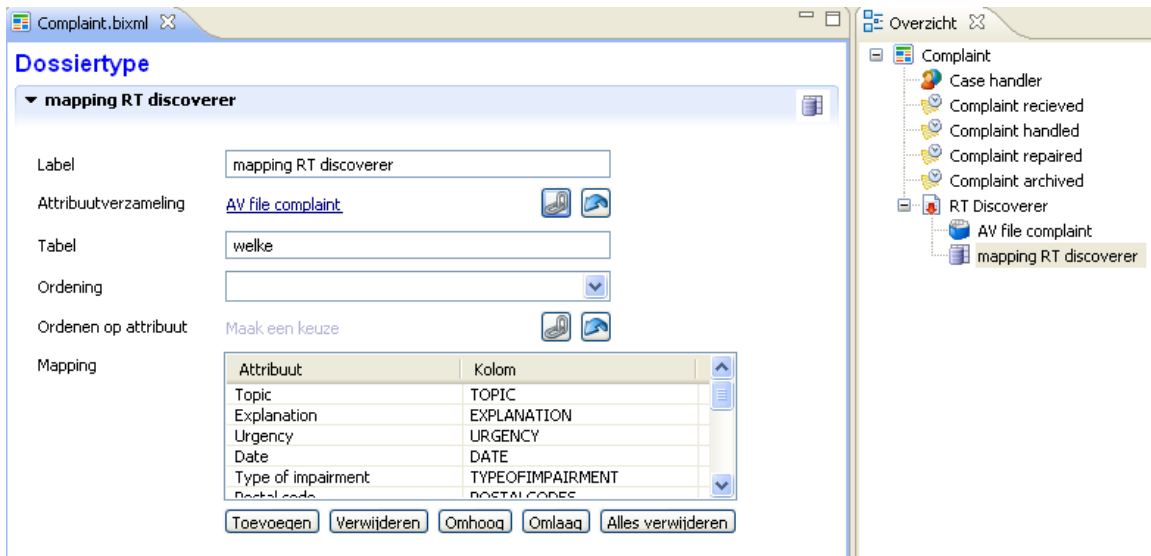 Complaint.bixml
Dossiertype
mapping RT discoverer
Label
mapping RT discoverer
Attribuutverzameling
AV file complaint
Tabel
welke
Ordening
Ordenen op attribuut
Maak een keuze
Mapping
Attribuut Kolom
Topic TOPIC
Explanation EXPLANATION
Urgency URGENCY
Date DATE
Type of impairment TYPEOFIMPAIRMENT
Postal code POSTALCODES
Toevoegen Verwijderen Omhoog Omlaag Alles verwijderen
Overzicht
Complaint
Case handler
Complaint recieved
Complaint handled
Complaint repaired
Complaint archived
RT Discoverer
AV file complaint
mapping RT discoverer